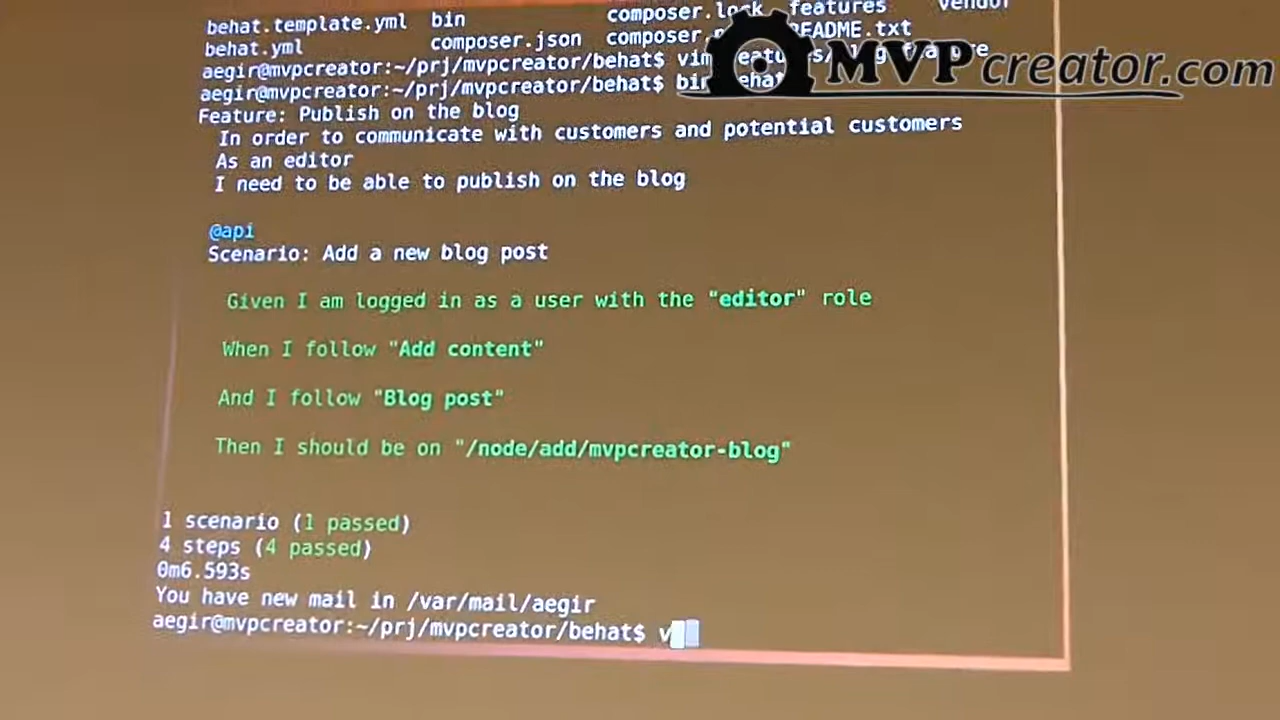 behat.template.yml bin composer.lock features vendor
behat.yml composer.json README.txt
aegir@mvpcreator:~/prj/mvpcreator/behat$ vim
aegir@mvpcreator:~/prj/mvpcreator/behat$ bin
MVPcreator.com
Feature: Publish on the blog
In order to communicate with customers and potential customers
As an editor
I need to be able to publish on the blog
@api
Scenario: Add a new blog post
Given I am logged in as a user with the "editor" role
When I follow "Add content"
And I follow "Blog post"
Then I should be on "/node/add/mvpcreator-blog"
1 scenario (1 passed)
4 steps (4 passed)
0m6.593s
You have new mail in /var/mail/aegir
aegir@mvpcreator:~/prj/mvpcreator/behat$ v